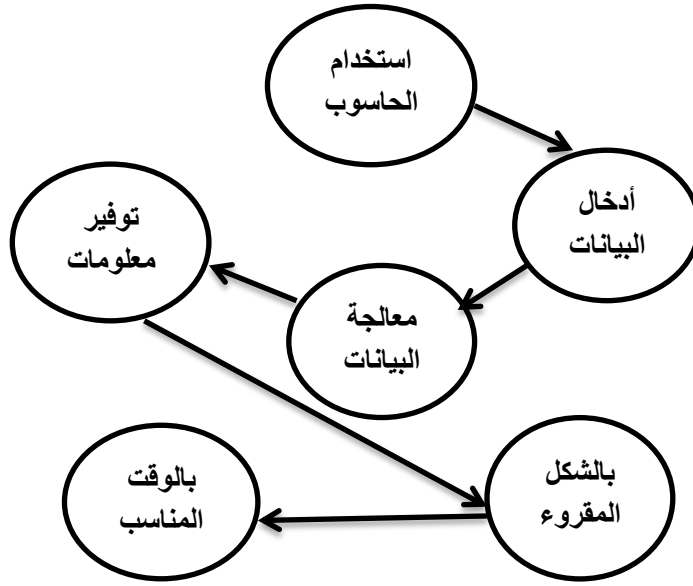 استخدام
الحاسوب
أدخال
البيانات
معالجة
البيانات
توفير
معلومات
بالشكل
المقروء
بالوقت
المناسب